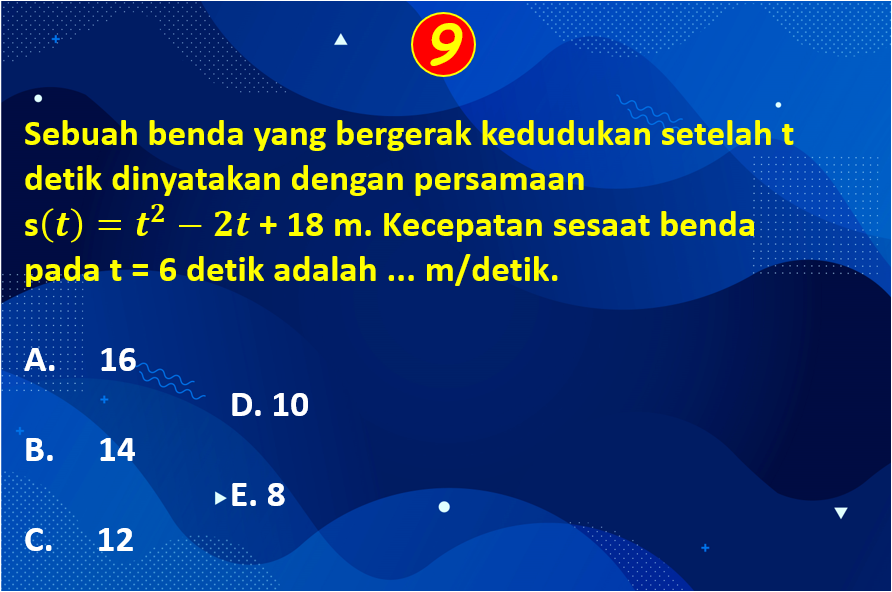 9
Sebuah benda yang bergerak kedudukan setelah t
detik dinyatakan dengan persamaan
s(t) = t² − 2t + 18 m. Kecepatan sesaat benda
pada t = 6 detik adalah ... m/detik.
A. 16
D. 10
B. 14
E. 8
C. 12